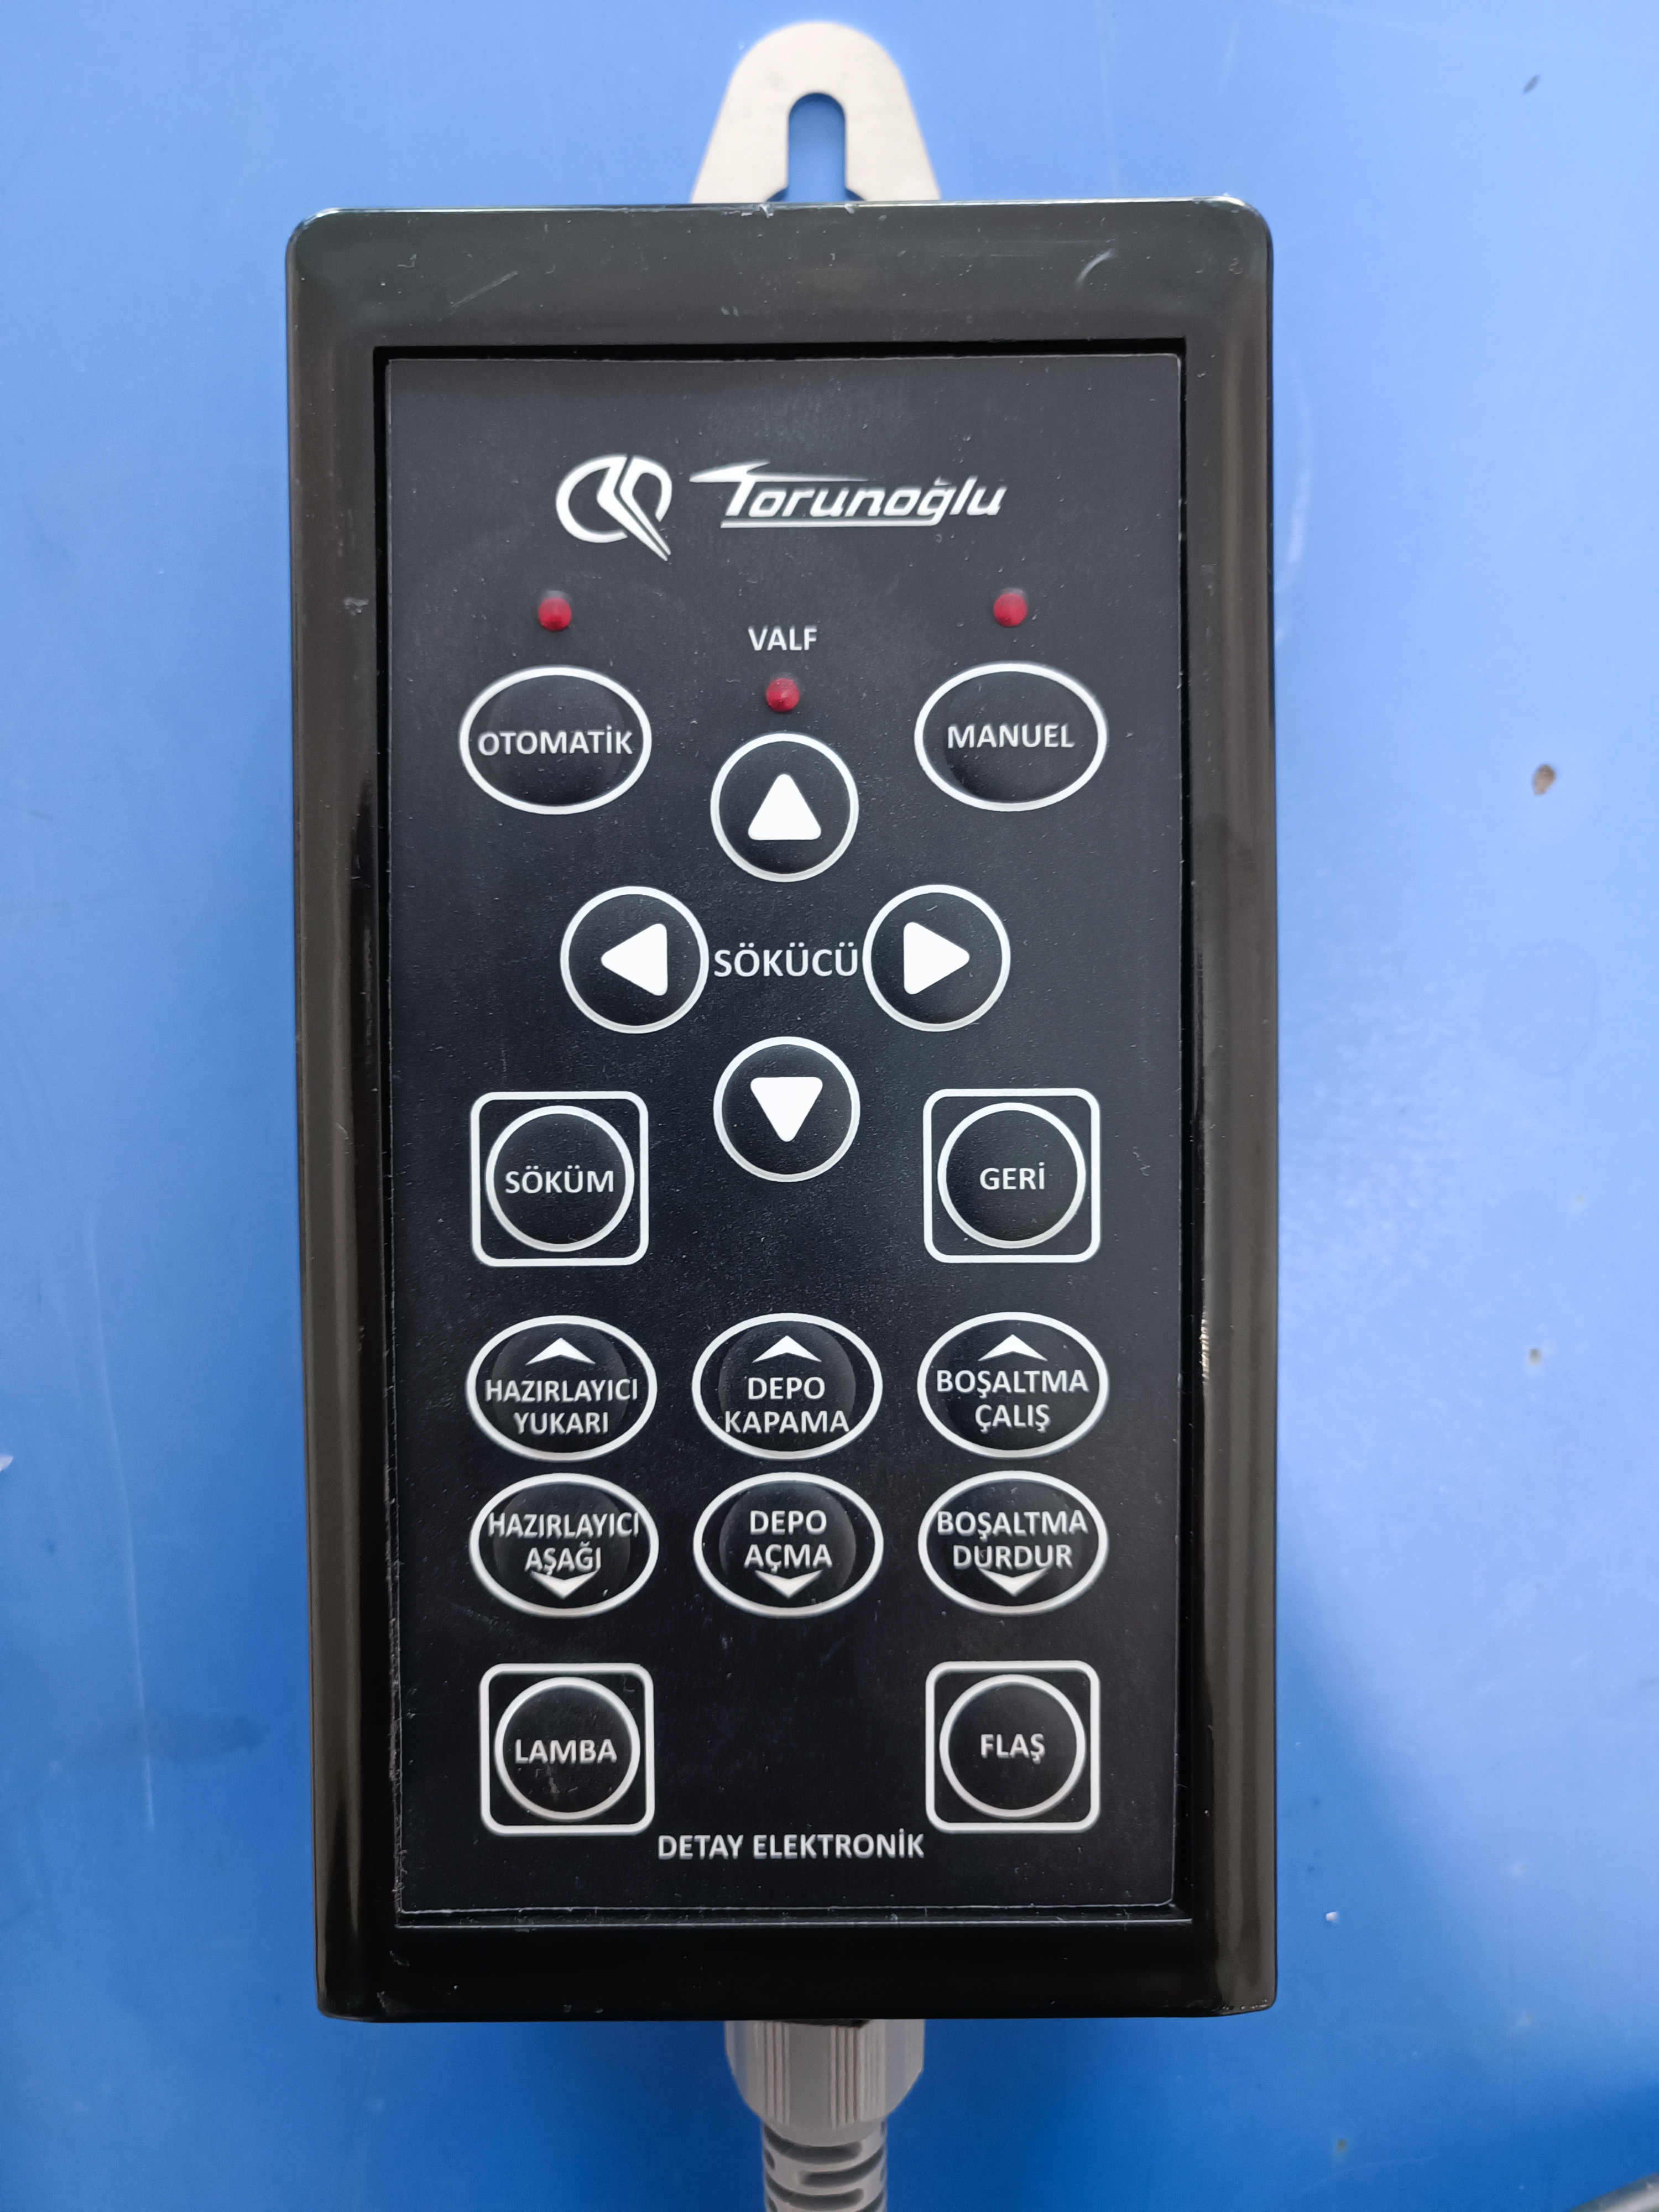 Torunoğlu
VALF
OTOMATİK
MANUEL
SÖKÜCÜ
SÖKÜM
GERİ
HAZIRLAYICI
YUKARI
DEPO
KAPAMA
BOŞALTMA
ÇALIŞ
HAZIRLAYICI
AŞAĞI
DEPO
AÇMA
BOŞALTMA
DURDUR
LAMBA
FLAŞ
DETAY ELEKTRONİK